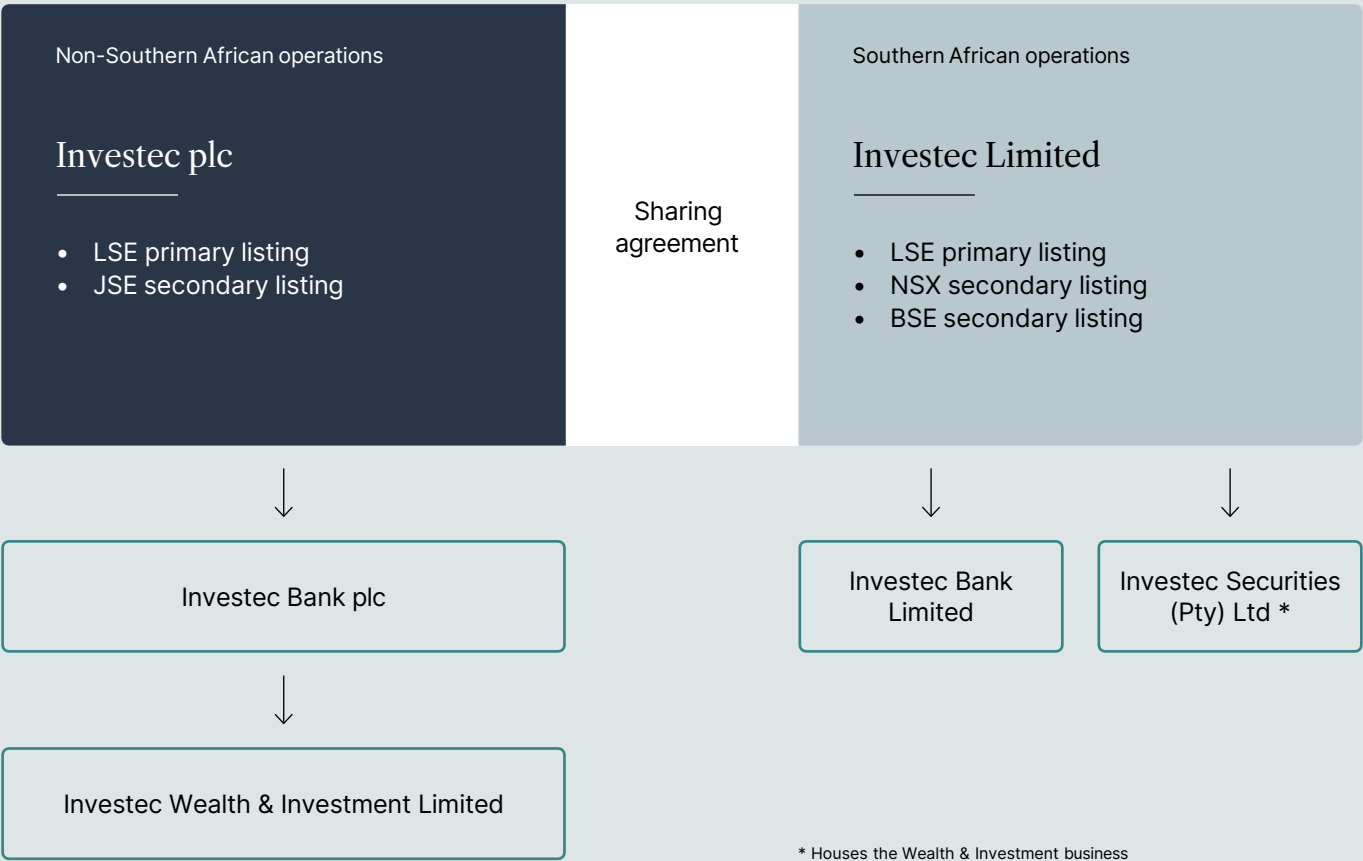 Non-Southern African operations
Investec plc
• LSE primary listing
• JSE secondary listing
Sharing
agreement
Southern African operations
Investec Limited
• LSE primary listing
• NSX secondary listing
• BSE secondary listing
Investec Bank plc
Investec Wealth & Investment Limited
Investec Bank
Limited
Investec Securities
(Pty) Ltd *
* Houses the Wealth & Investment business